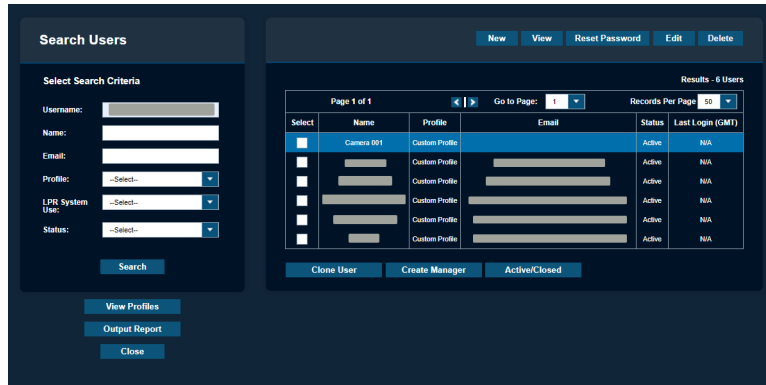 Search Users
Select Search Criteria
Username:
Name:
Email:
Profile: --Select--
LPR System Use: --Select--
Status: --Select--
Search
View Profiles
Output Report
Close
New View Reset Password Edit Delete
Results - 6 Users
Page 1 of 1 Go to Page: 1 Records Per Page 50
Select Name Profile Email Status Last Login (GMT)
Camera 001 Custom Profile Active N/A
Custom Profile Active N/A
Custom Profile Active N/A
Custom Profile Active N/A
Custom Profile Active N/A
Custom Profile Active N/A
Clone User Create Manager Active/Closed